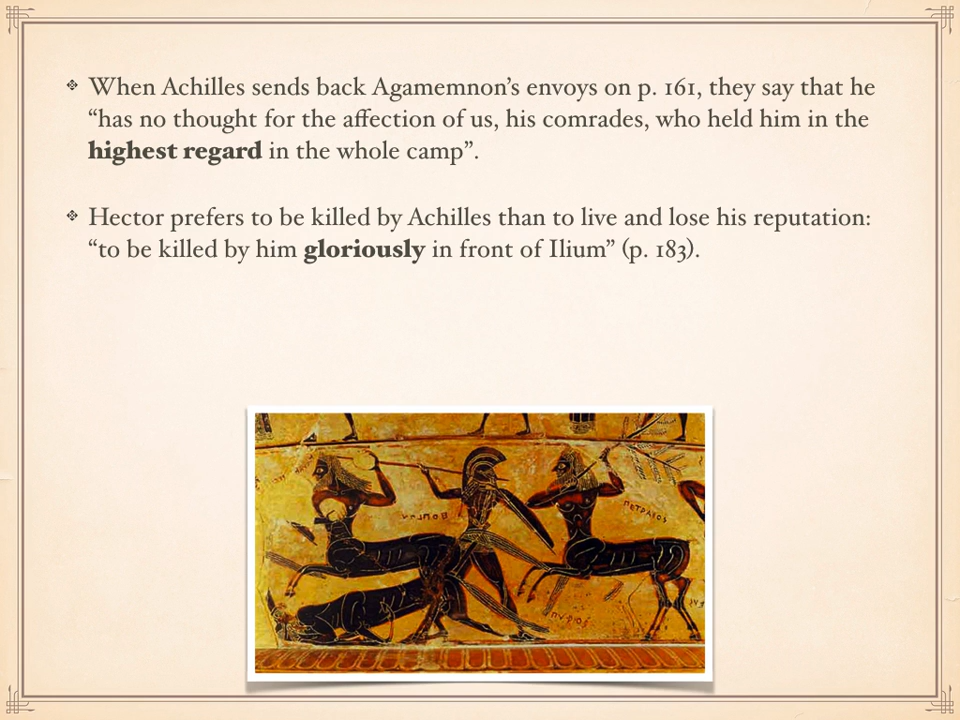 When Achilles sends back Agamemnon’s envoys on p. 161, they say that he
“has no thought for the affection of us, his comrades, who held him in the
highest regard in the whole camp”.
Hector prefers to be killed by Achilles than to live and lose his reputation:
“to be killed by him gloriously in front of Ilium” (p. 183).
ΠΕΤΡΑΙΟΣ